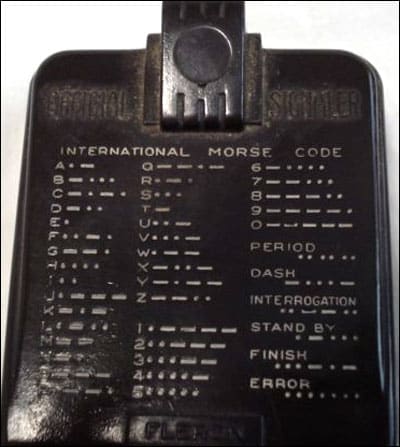 OFFICIAL SIGNALER
INTERNATIONAL MORSE CODE
A •–
B –•••
C –•–•
D –••
E •
F ••–•
G ––•
J •–––
K –•–
L
M
Q ––•–
R •–•
S •••
T –
U ••–
V •••–
W •––
X –••–
Y –•––
Z ––••
1 •––––
2 ••–––
3 •••––
4 ••••–
5 •••••
6 –••••
7 ––•••
8 –––••
9 ––––•
0 –––––
PERIOD
DASH
INTERROGATION
••––••
STAND BY
•–•••
FINISH
•–•–•
ERROR
••••••••
FLERON